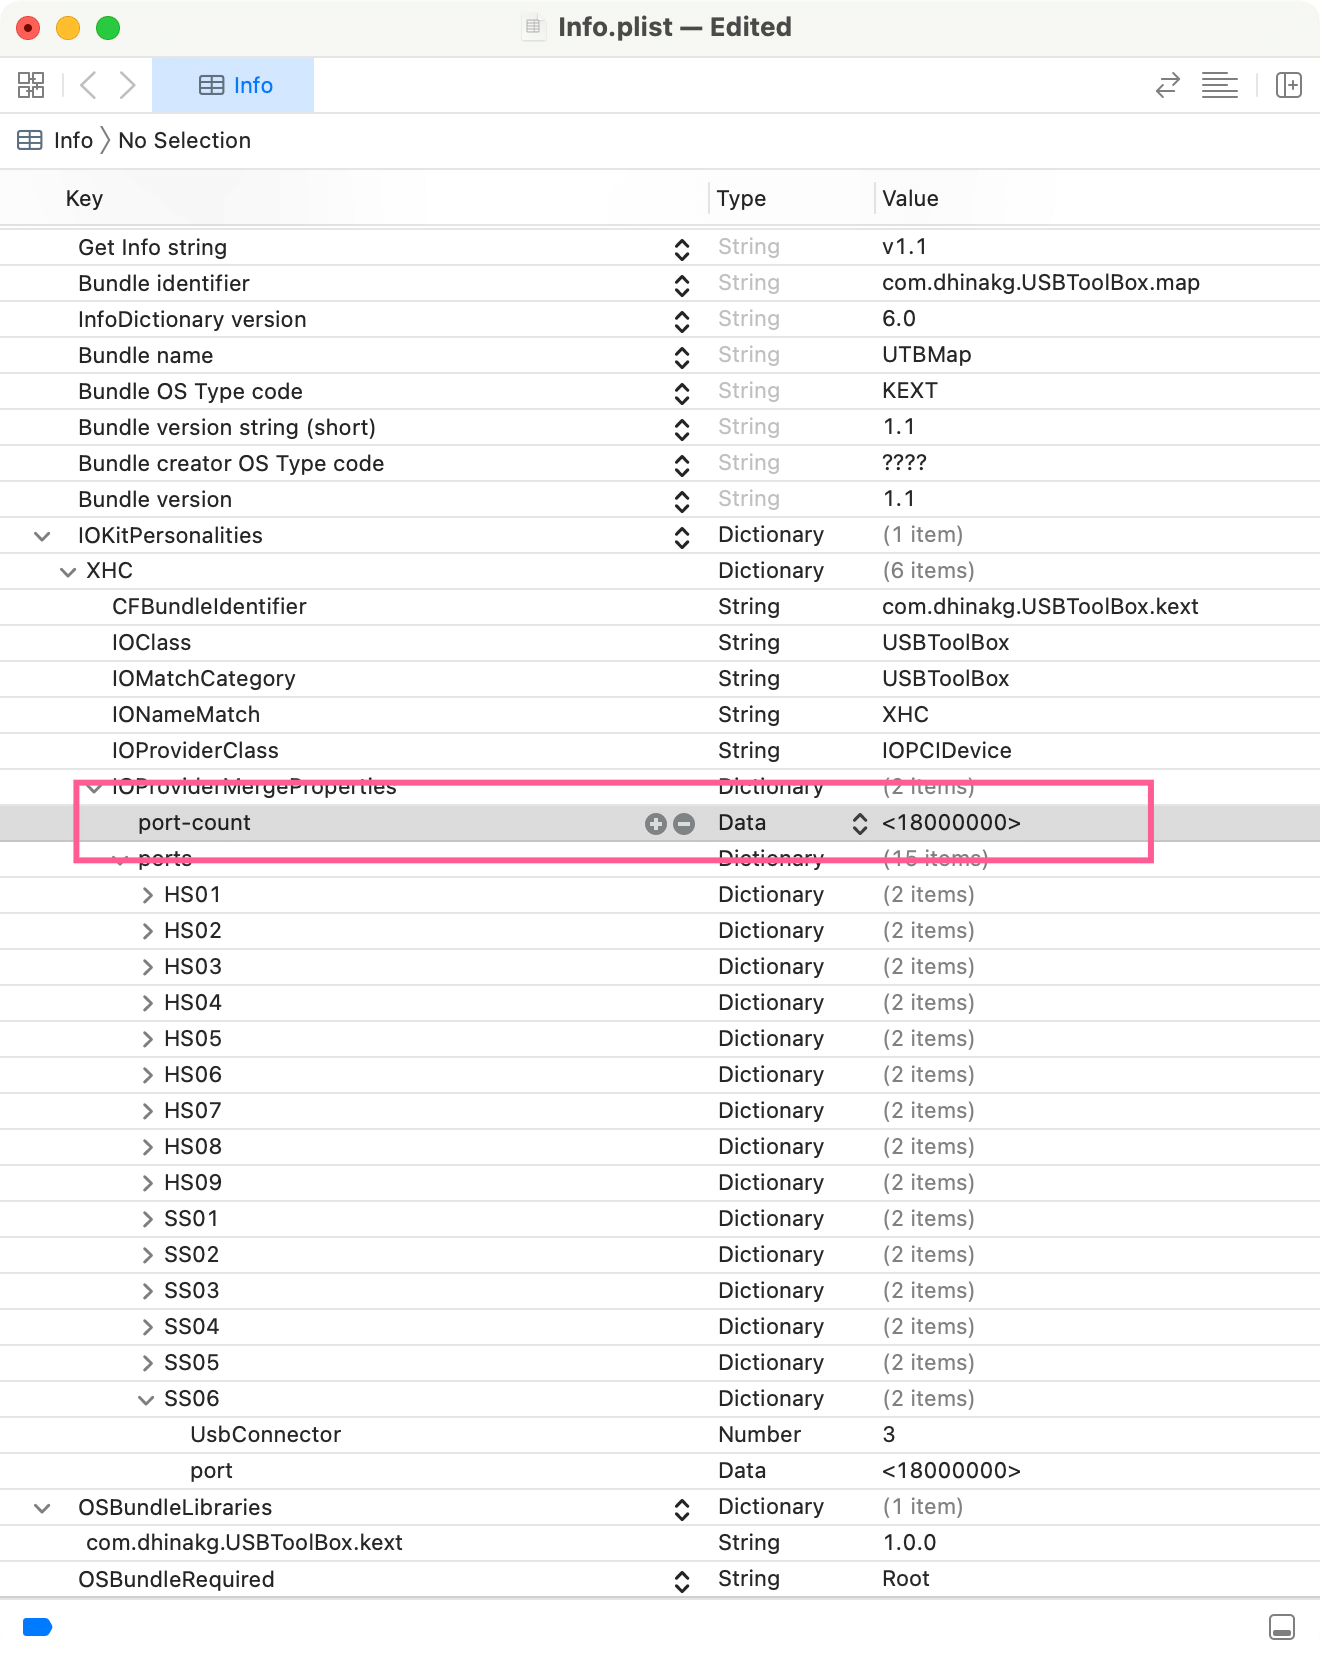 Info.plist — Edited
Info
Info No Selection
Key Type Value
Get Info string String v1.1
Bundle identifier String com.dhinakg.USBToolBox.map
InfoDictionary version String 6.0
Bundle name String UTBMap
Bundle OS Type code String KEXT
Bundle version string (short) String 1.1
Bundle creator OS Type code String ????
Bundle version String 1.1
IOKitPersonalities Dictionary (1 item)
XHC Dictionary (6 items)
CFBundleIdentifier String com.dhinakg.USBToolBox.kext
IOClass String USBToolBox
IOMatchCategory String USBToolBox
IONameMatch String XHC
IOProviderClass String IOPCIDevice
IOProviderMergeProperties Dictionary (2 items)
port-count Data <18000000>
ports Dictionary (15 items)
HS01 Dictionary (2 items)
HS02 Dictionary (2 items)
HS03 Dictionary (2 items)
HS04 Dictionary (2 items)
HS05 Dictionary (2 items)
HS06 Dictionary (2 items)
HS07 Dictionary (2 items)
HS08 Dictionary (2 items)
HS09 Dictionary (2 items)
SS01 Dictionary (2 items)
SS02 Dictionary (2 items)
SS03 Dictionary (2 items)
SS04 Dictionary (2 items)
SS05 Dictionary (2 items)
SS06 Dictionary (2 items)
UsbConnector Number 3
port Data <18000000>
OSBundleLibraries Dictionary (1 item)
com.dhinakg.USBToolBox.kext String 1.0.0
OSBundleRequired String Root